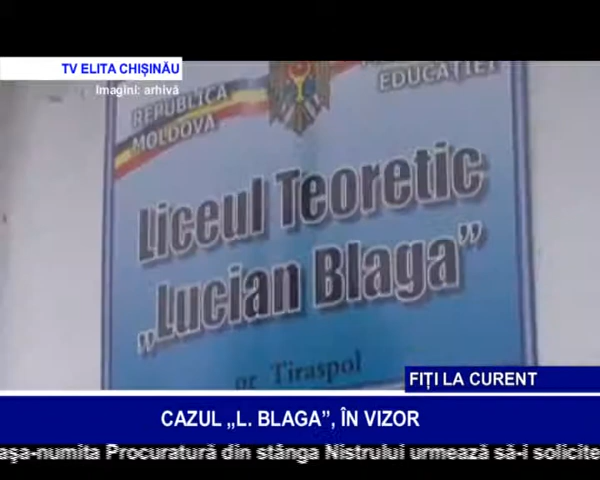 TV ELITA CHIȘINĂU
Imagini: arhivă
REPUBLICA
MOLDOVA
EDUCAȚIEI
Liceul Teoretic
„Lucian Blaga”
or. Tiraspol
FIȚI LA CURENT
CAZUL „L. BLAGA”, ÎN VIZOR
așa-numita Procuratură din stânga Nistrului urmează să-i solicite